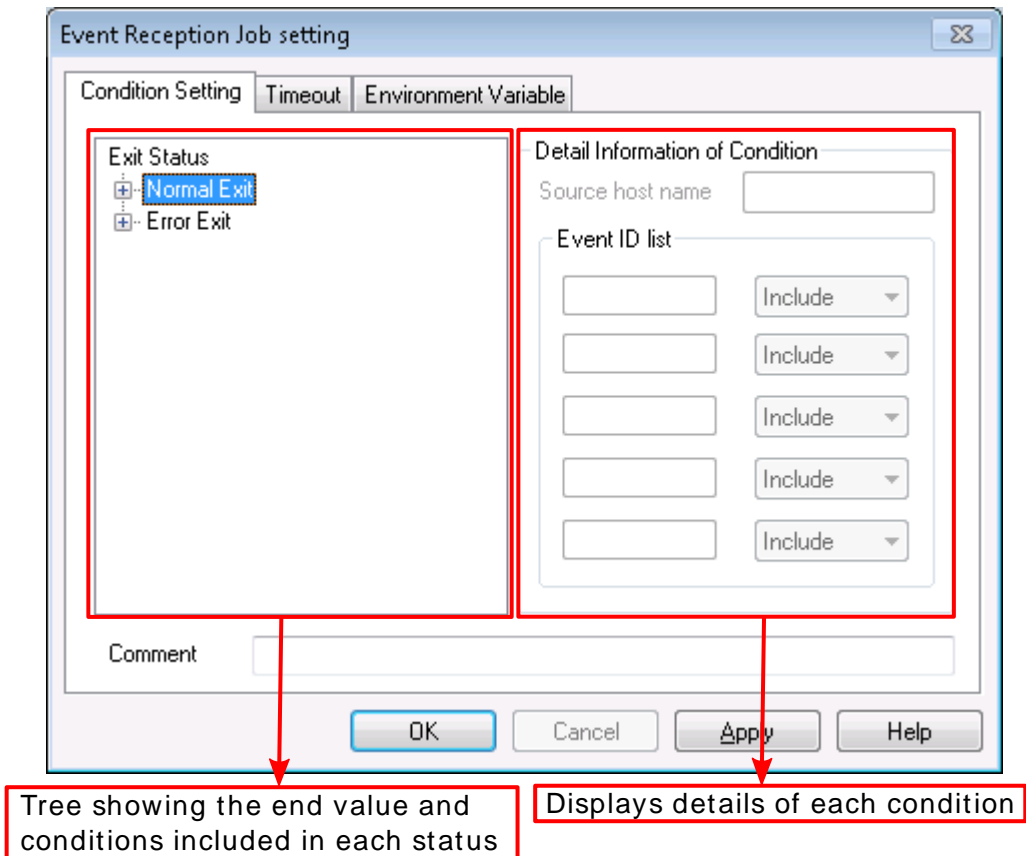 Event Reception Job setting
Condition Setting Timeout Environment Variable
Exit Status
Normal Exit
Error Exit
Detail Information of Condition
Source host name
Event ID list
Include
Include
Include
Include
Include
Comment
OK Cancel Apply Help
Tree showing the end value and
conditions included in each status
Displays details of each condition